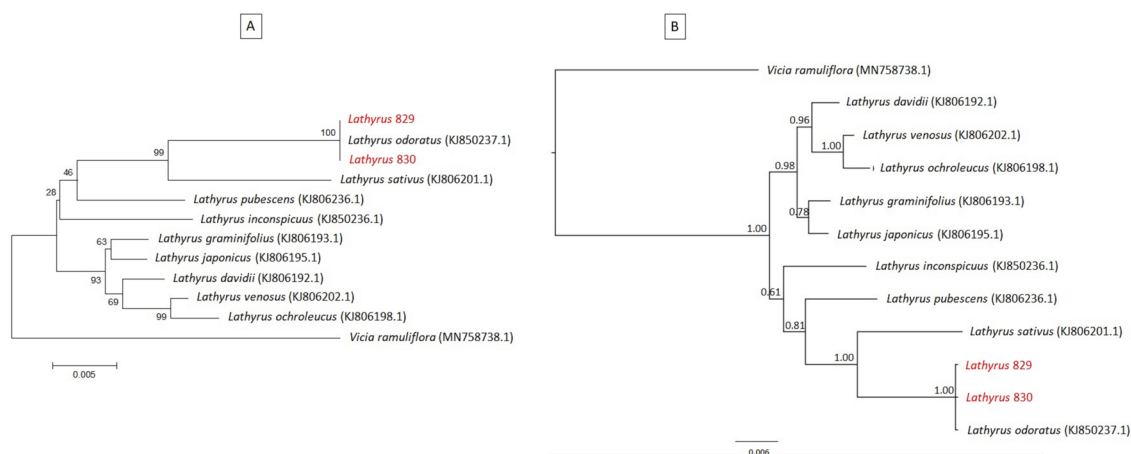 A
Lathyrus 829
100
Lathyrus odoratus (KJ850237.1)
99
Lathyrus 830
46
Lathyrus sativus (KJ806201.1)
28
Lathyrus pubescens (KJ806236.1)
Lathyrus inconspicuus (KJ850236.1)
63
Lathyrus graminifolius (KJ806193.1)
Lathyrus japonicus (KJ806195.1)
93
Lathyrus davidii (KJ806192.1)
69
Lathyrus venosus (KJ806202.1)
99
Lathyrus ochroleucus (KJ806198.1)
Vicia ramuliflora (MN758738.1)
0.005
B
Vicia ramuliflora (MN758738.1)
Lathyrus davidii (KJ806192.1)
0.96
Lathyrus venosus (KJ806202.1)
1.00
0.98
Lathyrus ochroleucus (KJ806198.1)
Lathyrus graminifolius (KJ806193.1)
0.78
1.00
Lathyrus japonicus (KJ806195.1)
Lathyrus inconspicuus (KJ850236.1)
0.61
Lathyrus pubescens (KJ806236.1)
0.81
Lathyrus sativus (KJ806201.1)
1.00
Lathyrus 829
1.00
Lathyrus 830
Lathyrus odoratus (KJ850237.1)
0.006